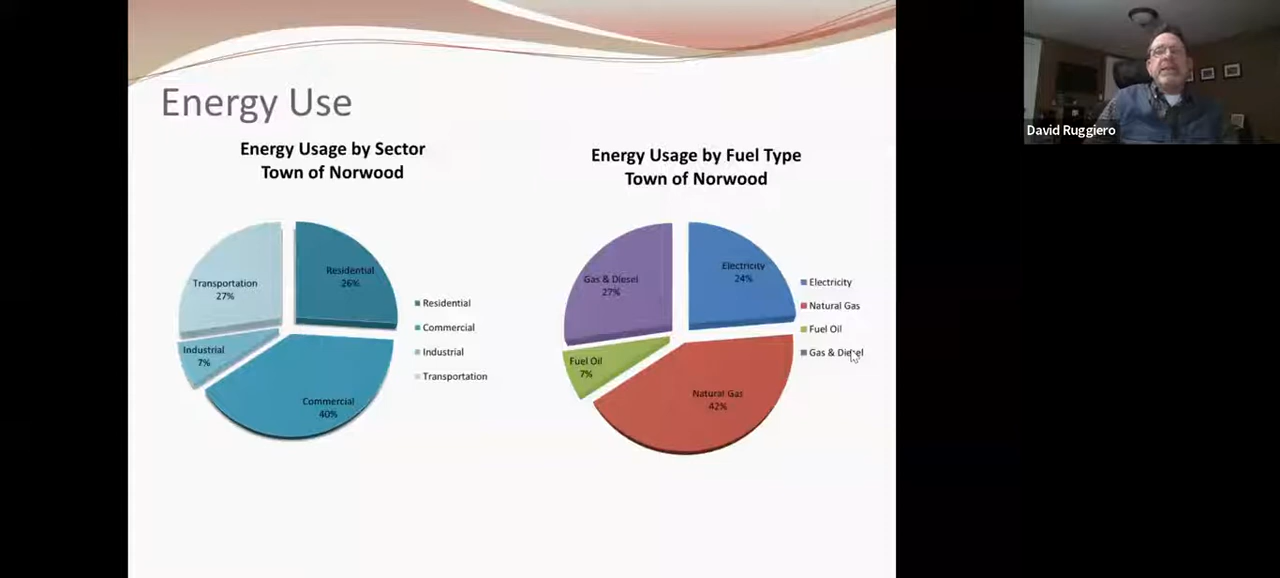 Energy Use
Energy Usage by Sector
Town of Norwood
Residential
26%
Commercial
40%
Industrial
7%
Transportation
27%
Residential
Commercial
Industrial
Transportation
Energy Usage by Fuel Type
Town of Norwood
Electricity
24%
Natural Gas
42%
Fuel Oil
7%
Gas & Diesel
27%
Electricity
Natural Gas
Fuel Oil
Gas & Diesel
David Ruggiero